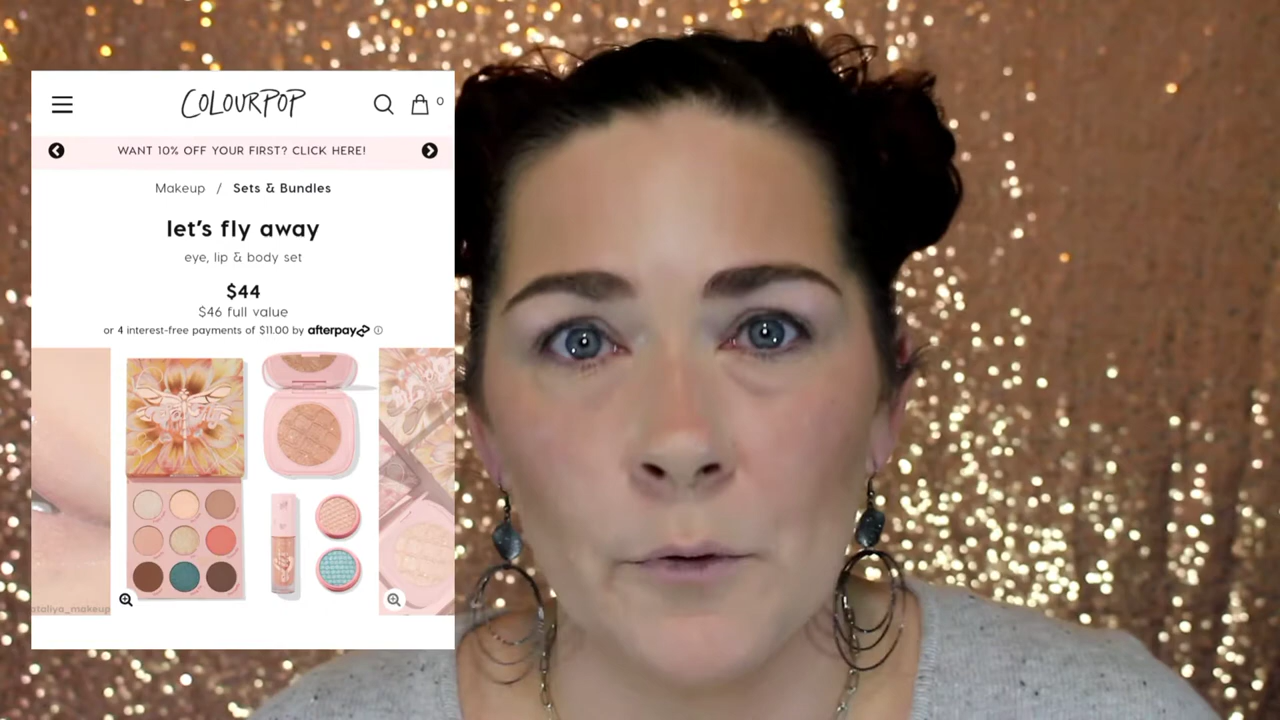 COLOURPOP
0
WANT 10% OFF YOUR FIRST? CLICK HERE!
Makeup / Sets & Bundles
let's fly away
eye, lip & body set
$44
$46 full value
or 4 interest-free payments of $11.00 by afterpay
ataliya_makeup